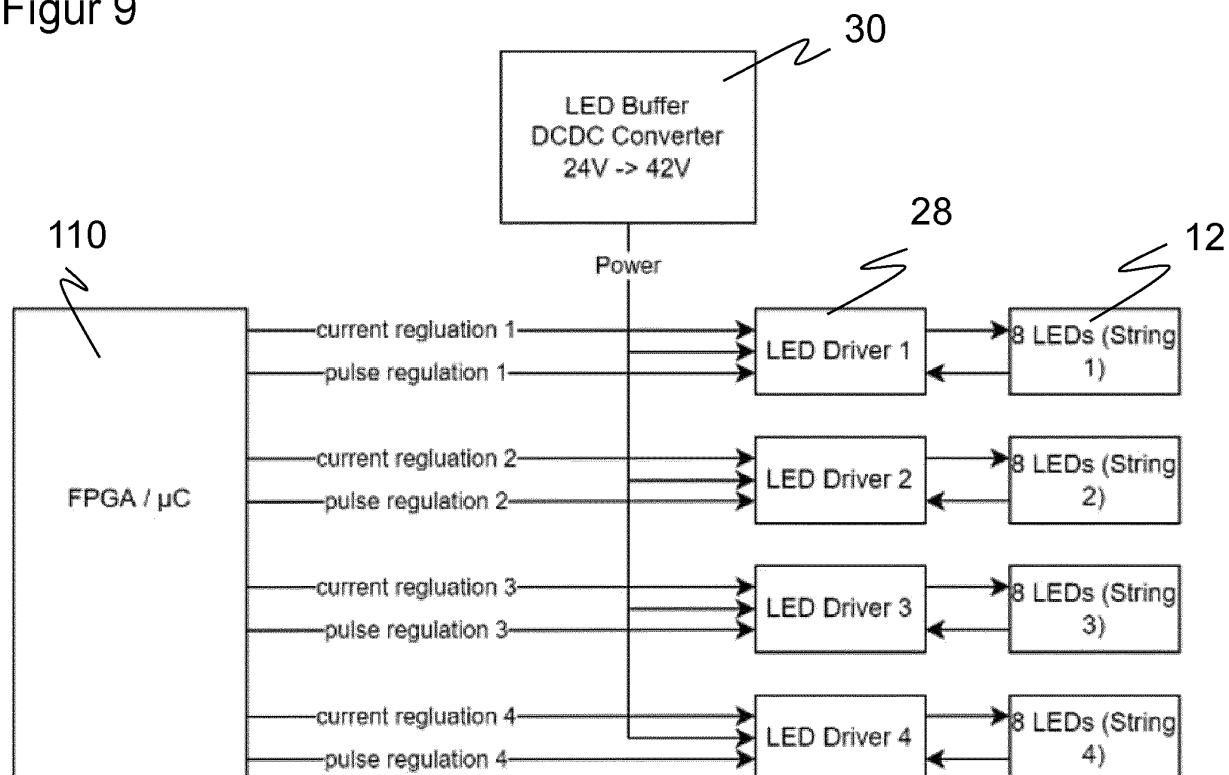 Figur 9
30
LED Buffer
DCDC Converter
24V -> 42V
110
28
12
Power
current regluation 1
pulse regulation 1
LED Driver 1
8 LEDs (String
1)
current regluation 2
pulse regulation 2
LED Driver 2
8 LEDs (String
2)
FPGA / µC
current regluation 3
pulse regulation 3
LED Driver 3
8 LEDs (String
3)
current regluation 4
pulse regulation 4
LED Driver 4
8 LEDs (String
4)